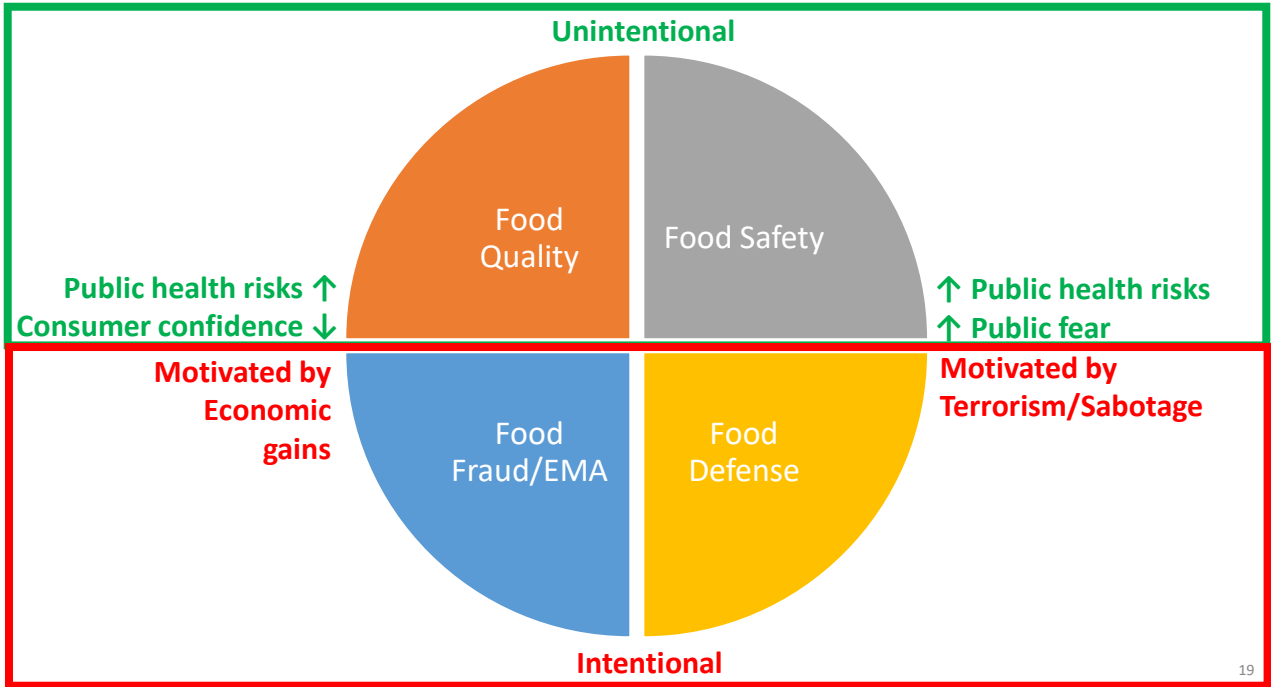 Unintentional
Food
Quality
Food Safety
Public health risks ↑
Consumer confidence ↓
↑ Public health risks
↑ Public fear
Motivated by
Economic
gains
Food
Fraud/EMA
Food
Defense
Motivated by
Terrorism/Sabotage
Intentional
19